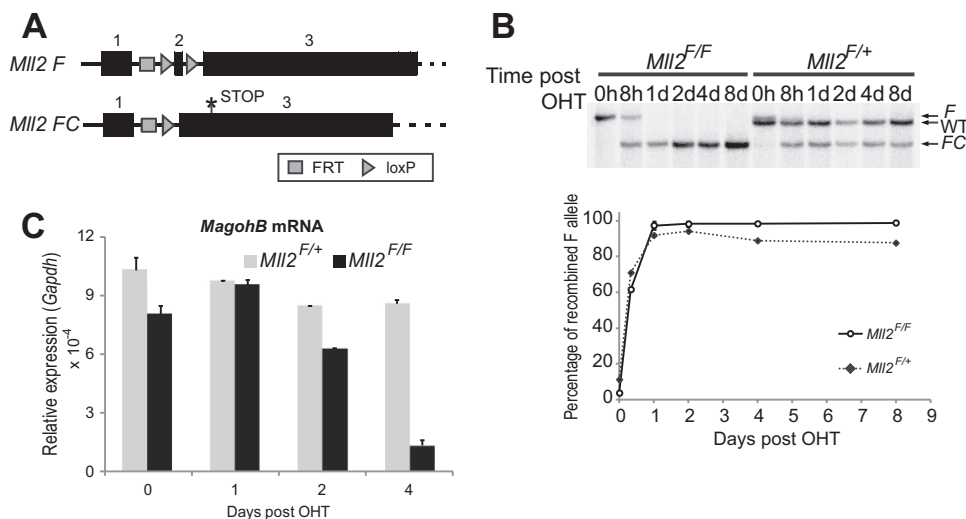 A
1 2 3
Mll2 F
1 * STOP 3
Mll2 FC
FRT loxP
B
Mll2F/F Mll2F/+
Time post OHT
0h 8h 1d 2d 4d 8d 0h 8h 1d 2d 4d 8d
F
WT
FC
Percentage of recombined F allele
100
80
60
40
20
0
0 1 2 3 4 5 6 7 8 9
Days post OHT
Mll2F/F
Mll2F/+
C
MagohB mRNA
Mll2F/+ Mll2F/F
Relative expression (Gapdh)
x 10-4
12
9
6
3
0
0 1 2 4
Days post OHT